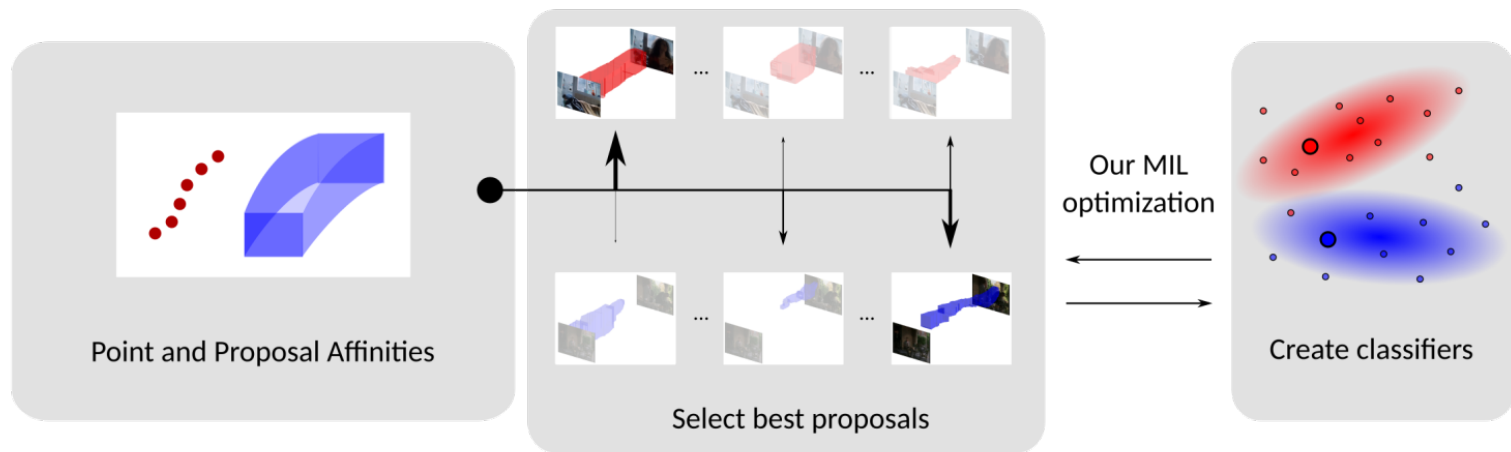 ...
...
Our MIL
optimization
...
...
Point and Proposal Affinities
Create classifiers
Select best proposals